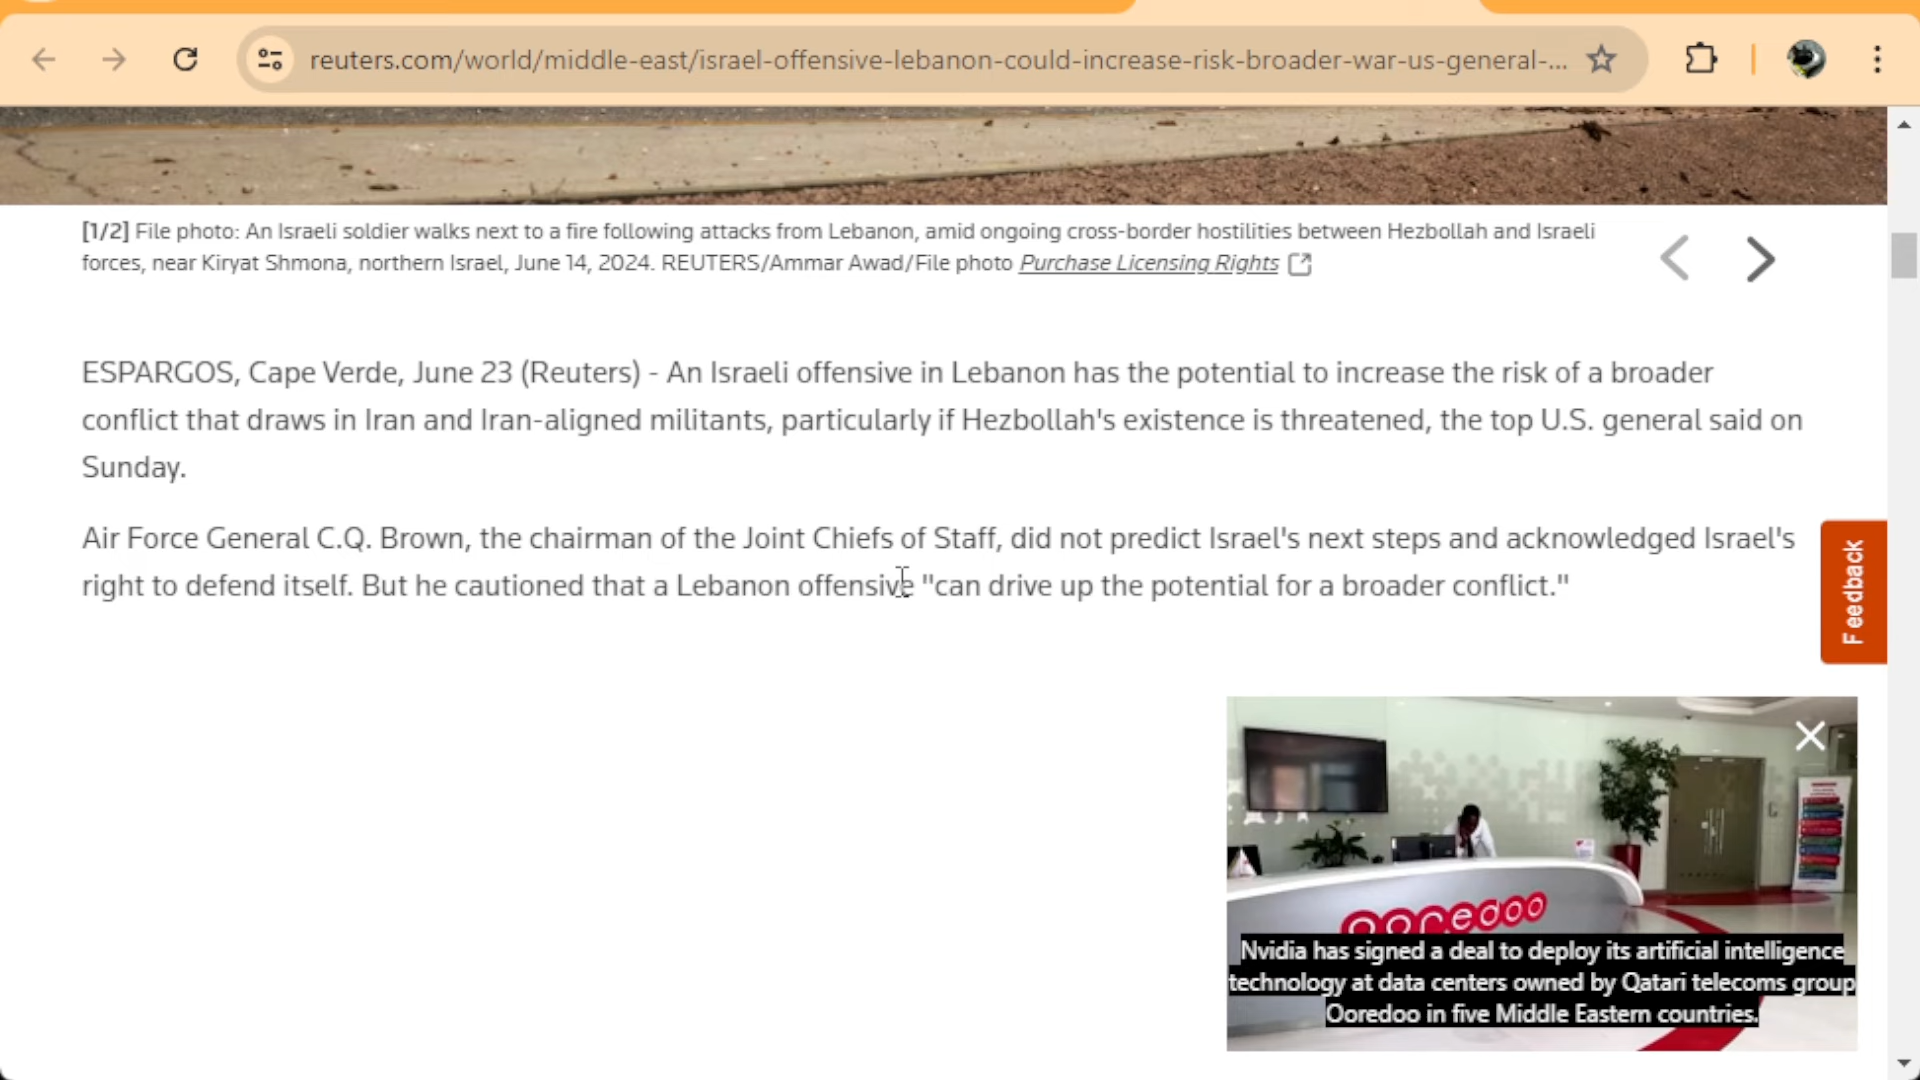 reuters.com/world/middle-east/israel-offensive-lebanon-could-increase-risk-broader-war-us-general-...
[1/2] File photo: An Israeli soldier walks next to a fire following attacks from Lebanon, amid ongoing cross-border hostilities between Hezbollah and Israeli
forces, near Kiryat Shmona, northern Israel, June 14, 2024. REUTERS/Ammar Awad/File photo Purchase Licensing Rights
ESPARGOS, Cape Verde, June 23 (Reuters) - An Israeli offensive in Lebanon has the potential to increase the risk of a broader
conflict that draws in Iran and Iran-aligned militants, particularly if Hezbollah's existence is threatened, the top U.S. general said on
Sunday.
Air Force General C.Q. Brown, the chairman of the Joint Chiefs of Staff, did not predict Israel's next steps and acknowledged Israel's
right to defend itself. But he cautioned that a Lebanon offensive "can drive up the potential for a broader conflict."
Feedback
ooredoo
Nvidia has signed a deal to deploy its artificial intelligence
technology at data centers owned by Qatari telecoms group
Ooredoo in five Middle Eastern countries.